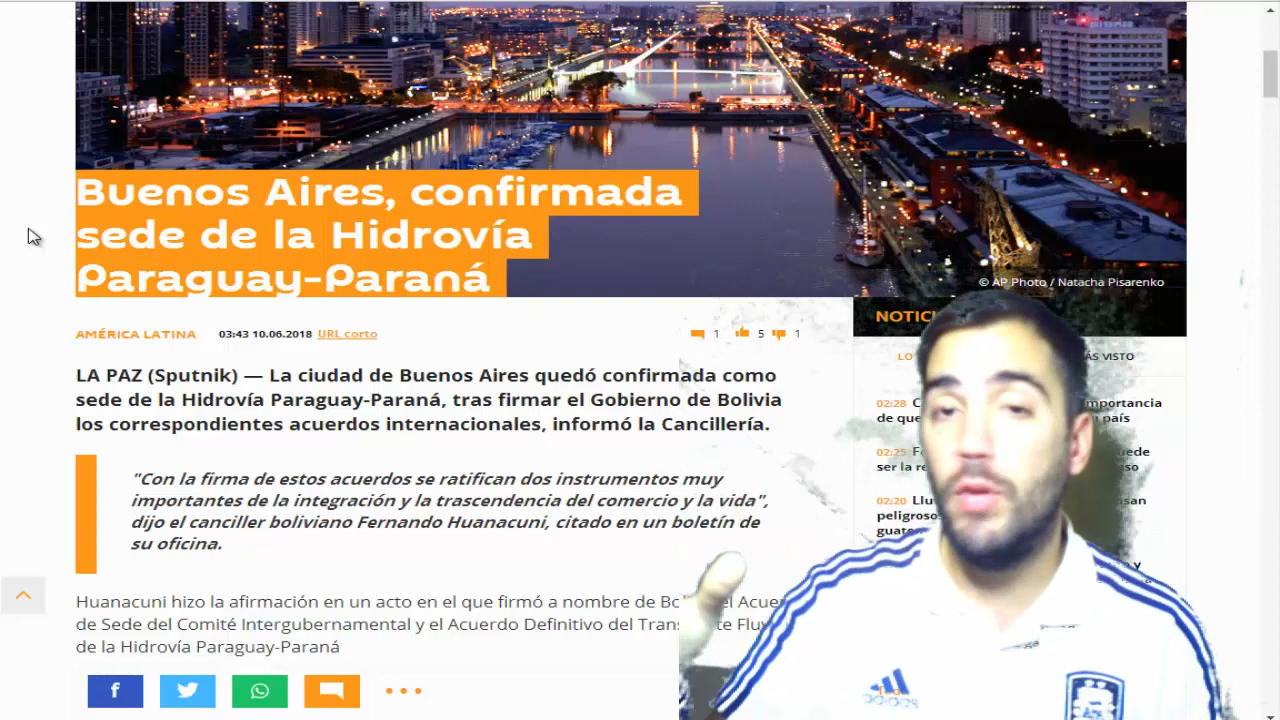 Buenos Aires, confirmada
sede de la Hidrovía
Paraguay-Paraná
© AP Photo / Natacha Pisarenko
AMÉRICA LATINA 03:43 10.06.2018 URL corto
1 5 1
LA PAZ (Sputnik) — La ciudad de Buenos Aires quedó confirmada como
sede de la Hidrovía Paraguay-Paraná, tras firmar el Gobierno de Bolivia
los correspondientes acuerdos internacionales, informó la Cancillería.
"Con la firma de estos acuerdos se ratifican dos instrumentos muy
importantes de la integración y la trascendencia del comercio y la vida",
dijo el canciller boliviano Fernando Huanacuni, citado en un boletín de
su oficina.
Huanacuni hizo la afirmación en un acto en el que firmó a nombre de
de Sede del Comité Intergubernamental y el Acuerdo Definitivo del
de la Hidrovía Paraguay-Paraná
VISTO
02:28
de país
02:25
ser la
02:20
adidas